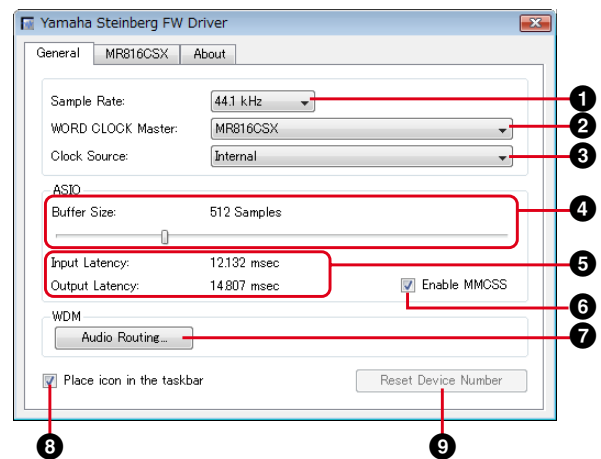 Yamaha Steinberg FW Driver
General MR816CSX About
Sample Rate: 44.1 kHz 1
WORD CLOCK Master: MR816CSX 2
Clock Source: Internal 3
ASIO
Buffer Size: 512 Samples 4
Input Latency: 12.132 msec 5
Output Latency: 14.807 msec Enable MMCSS
6
WDM
Audio Routing... 7
Place icon in the taskbar Reset Device Number
8 9